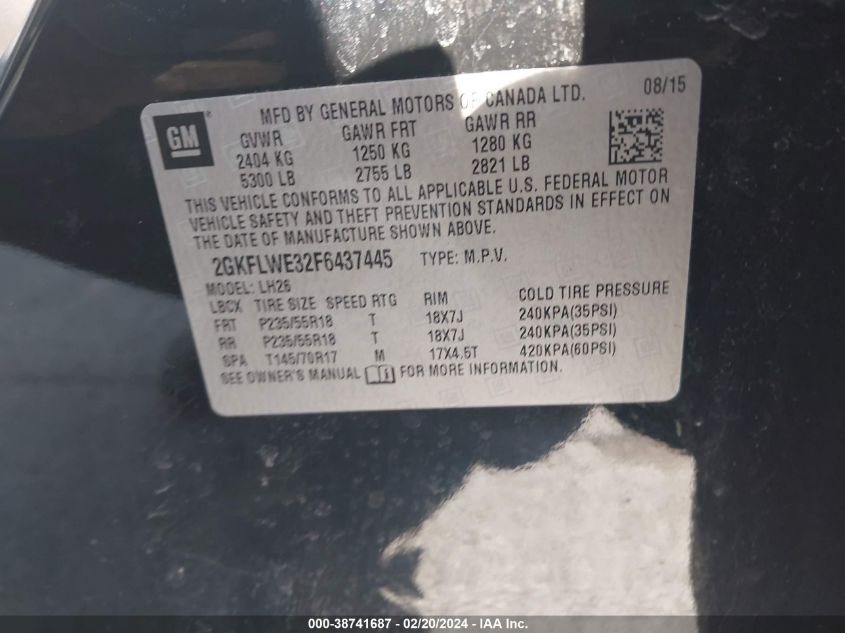 MFD BY GENERAL MOTORS OF CANADA LTD. 08/15
GM ®
GVWR GAWR FRT GAWR RR
2404 KG 1250 KG 1280 KG
5300 LB 2755 LB 2821 LB
THIS VEHICLE CONFORMS TO ALL APPLICABLE U.S. FEDERAL MOTOR
VEHICLE SAFETY AND THEFT PREVENTION STANDARDS IN EFFECT ON
THE DATE OF MANUFACTURE SHOWN ABOVE.
2GKFLWE32F6437445 TYPE: M.P.V.
MODEL: LH26
LBCX TIRE SIZE SPEED RTG RIM COLD TIRE PRESSURE
FRT P235/55R18 T 18X7J 240KPA(35PSI)
RR P235/55R18 T 18X7J 240KPA(35PSI)
SPA T145/70R17 M 17X4.5T 420KPA(60PSI)
SEE OWNER'S MANUAL i FOR MORE INFORMATION.
000-38741687 - 02/20/2024 - IAA Inc.